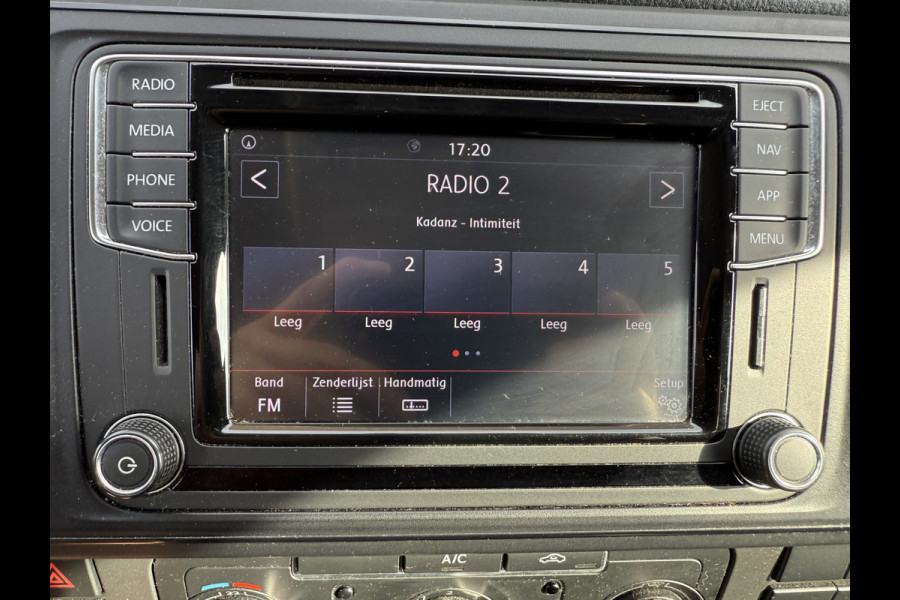 RADIO
MEDIA
PHONE
VOICE
EJECT
NAV
APP
MENU
17:20
< RADIO 2 >
Kadanz - Intimiteit
1 2 3 4 5
Leeg Leeg Leeg Leeg Leeg
Band Zenderlijst Handmatig Setup
FM
A/C